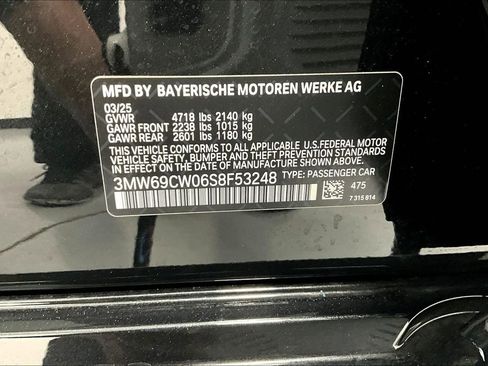 MFD BY BAYERISCHE MOTOREN WERKE AG
03/25
GVWR 4718 lbs 2140 kg
GAWR FRONT 2238 lbs 1015 kg
GAWR REAR 2601 lbs 1180 kg
THIS VEHICLE CONFORMS TO ALL APPLICABLE U.S.FEDERAL MOTOR
VEHICLE SAFETY, BUMPER AND THEFT PREVENTION STANDARDS
IN EFFECT ON THE DATE OF MANUFACTURE SHOWN ABOVE.
3MW69CW06S8F53248 TYPE: PASSENGER CAR
475
7 315 814